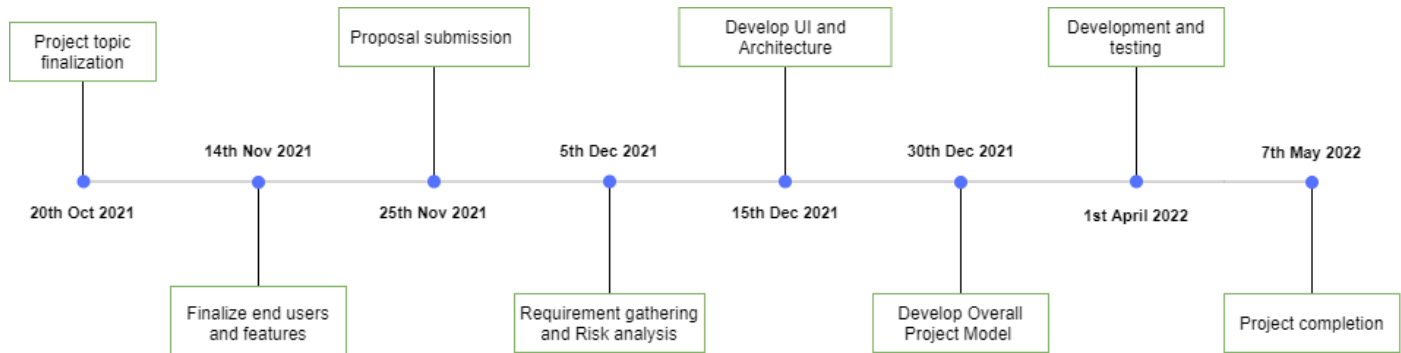 Project topic
finalization
Proposal submission
Develop UI and
Architecture
Development and
testing
14th Nov 2021
5th Dec 2021
30th Dec 2021
7th May 2022
20th Oct 2021
25th Nov 2021
15th Dec 2021
1st April 2022
Finalize end users
and features
Requirement gathering
and Risk analysis
Develop Overall
Project Model
Project completion